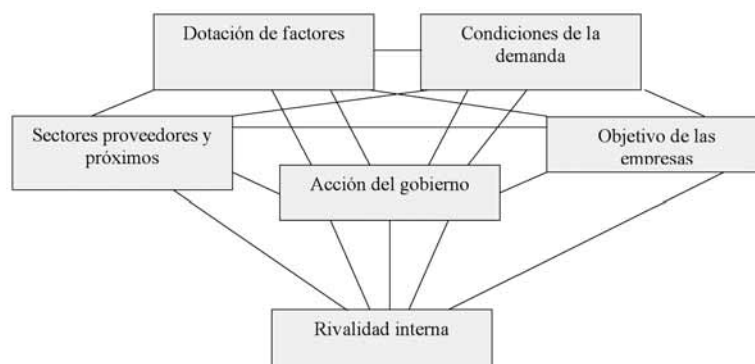 Dotación de factores
Condiciones de la
demanda
Sectores proveedores y
próximos
Objetivo de las
empresas
Acción del gobierno
Rivalidad interna